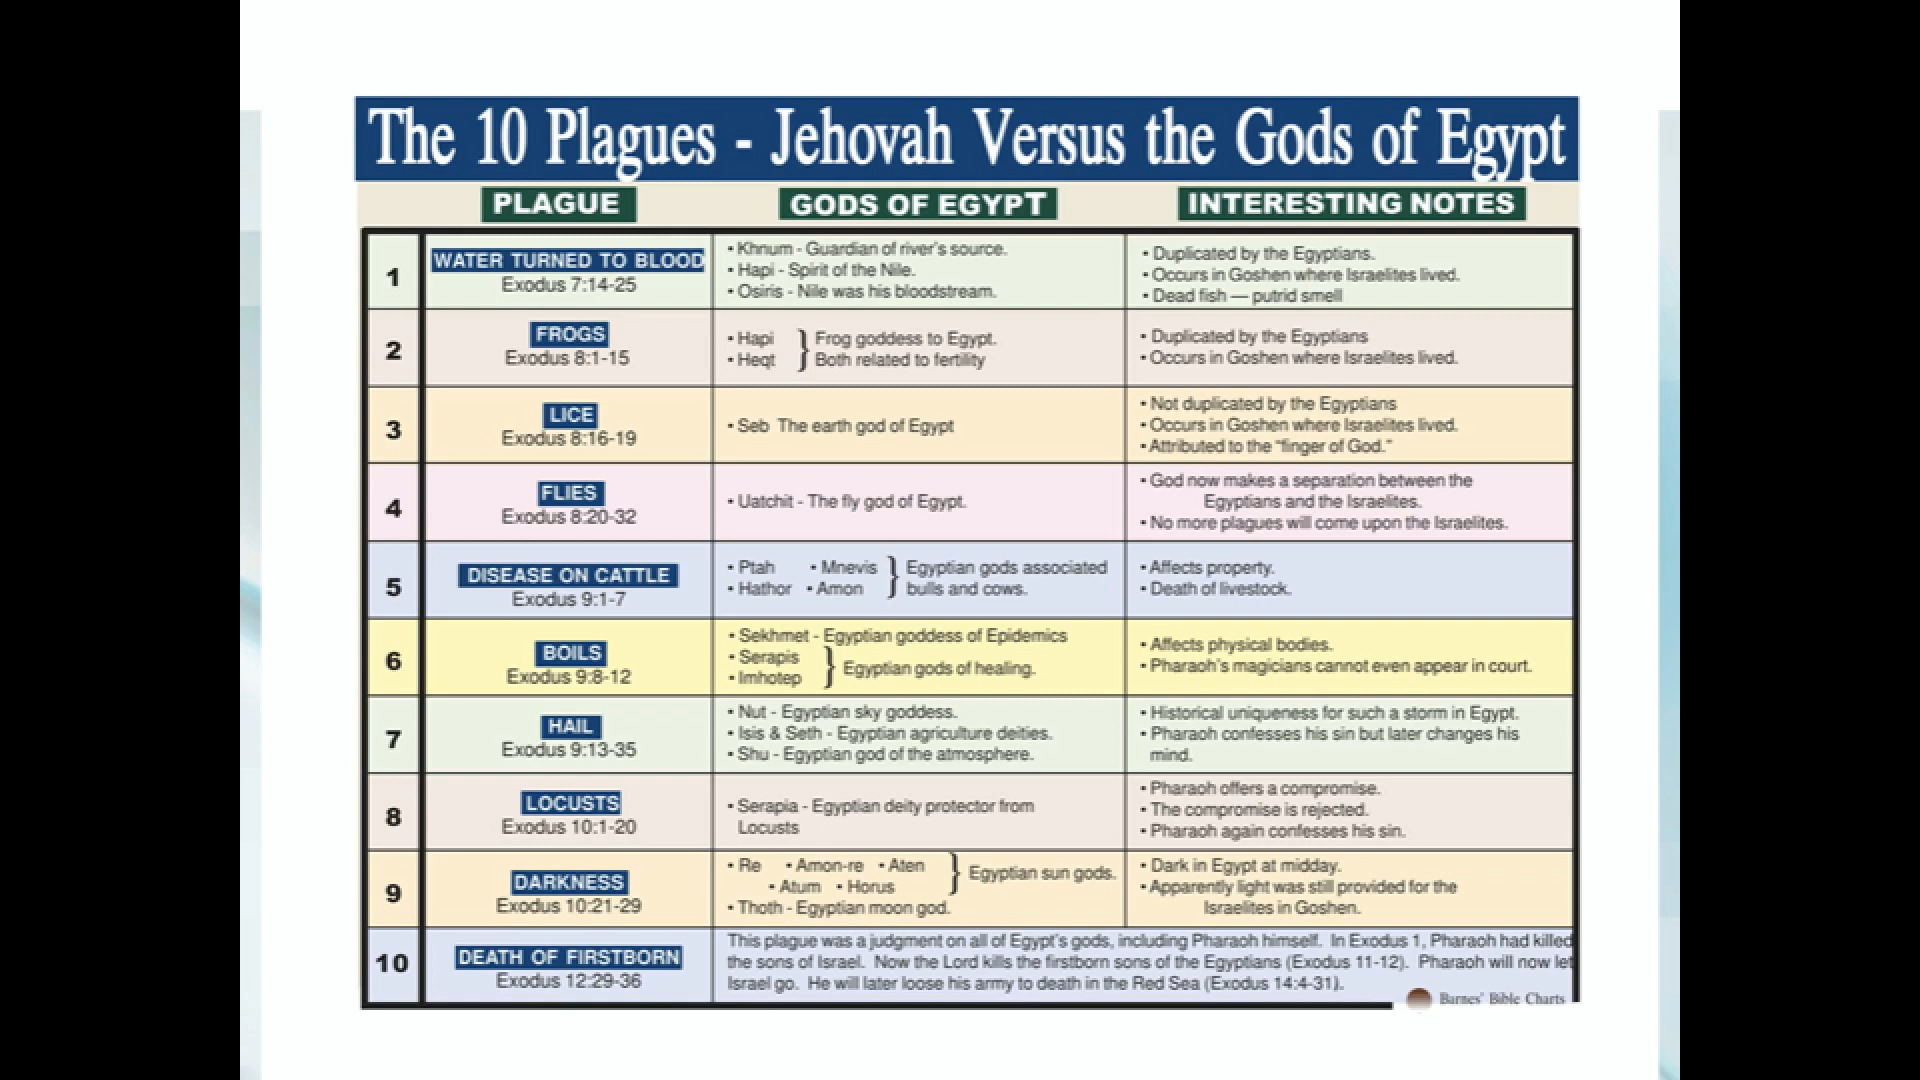 The 10 Plagues - Jehovah Versus the Gods of Egypt
PLAGUE GODS OF EGYPT INTERESTING NOTES
1
WATER TURNED TO BLOOD
Exodus 7:14-25
• Khnum - Guardian of river's source.
• Hapi - Spirit of the Nile.
• Osiris - Nile was his bloodstream.
• Duplicated by the Egyptians.
• Occurs in Goshen where Israelites lived.
• Dead fish — putrid smell
2
FROGS
Exodus 8:1-15
• Hapi } Frog goddess to Egypt.
• Heqt Both related to fertility
• Duplicated by the Egyptians
• Occurs in Goshen where Israelites lived.
3
LICE
Exodus 8:16-19
• Seb The earth god of Egypt
• Not duplicated by the Egyptians
• Occurs in Goshen where Israelites lived.
• Attributed to the "finger of God."
4
FLIES
Exodus 8:20-32
• Uatchit - The fly god of Egypt.
• God now makes a separation between the
Egyptians and the Israelites.
• No more plagues will come upon the Israelites.
5
DISEASE ON CATTLE
Exodus 9:1-7
• Ptah • Mnevis } Egyptian gods associated
• Hathor • Amon bulls and cows.
• Affects property.
• Death of livestock.
6
BOILS
Exodus 9:8-12
• Sekhmet - Egyptian goddess of Epidemics
• Serapis } Egyptian gods of healing.
• Imhotep
• Affects physical bodies.
• Pharaoh's magicians cannot even appear in court.
7
HAIL
Exodus 9:13-35
• Nut - Egyptian sky goddess.
• Isis & Seth - Egyptian agriculture deities.
• Shu - Egyptian god of the atmosphere.
• Historical uniqueness for such a storm in Egypt.
• Pharaoh confesses his sin but later changes his
mind.
8
LOCUSTS
Exodus 10:1-20
• Serapia - Egyptian deity protector from
Locusts
• Pharaoh offers a compromise.
• The compromise is rejected.
• Pharaoh again confesses his sin.
9
DARKNESS
Exodus 10:21-29
• Re • Amon-re • Aten } Egyptian sun gods.
• Atum • Horus
• Thoth - Egyptian moon god.
• Dark in Egypt at midday.
• Apparently light was still provided for the
Israelites in Goshen.
10
DEATH OF FIRSTBORN
Exodus 12:29-36
This plague was a judgment on all of Egypt's gods, including Pharaoh himself. In Exodus 1, Pharaoh had killed
the sons of Israel. Now the Lord kills the firstborn sons of the Egyptians (Exodus 11-12). Pharaoh will now let
Israel go. He will later loose his army to death in the Red Sea (Exodus 14:4-31).
Barnes' Bible Charts